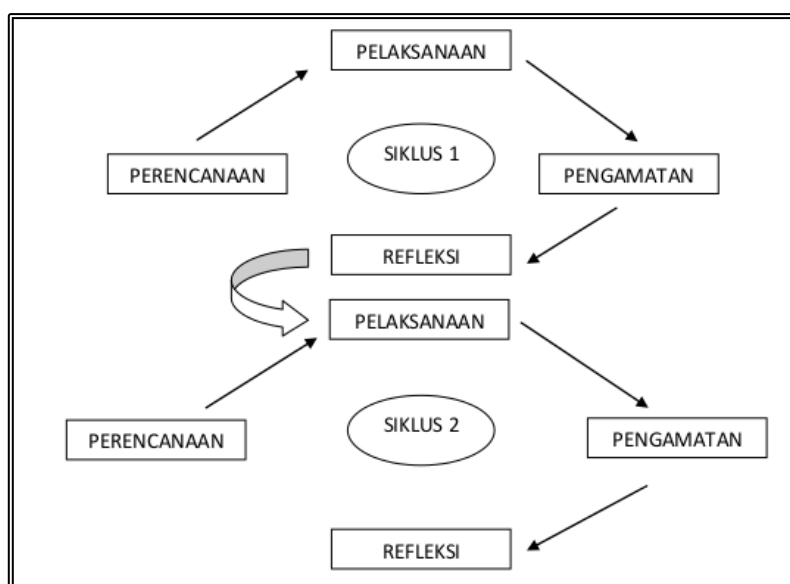 PELAKSANAAN
SIKLUS 1
PERENCANAAN
PENGAMATAN
REFLEKSI
PELAKSANAAN
SIKLUS 2
PERENCANAAN
PENGAMATAN
REFLEKSI